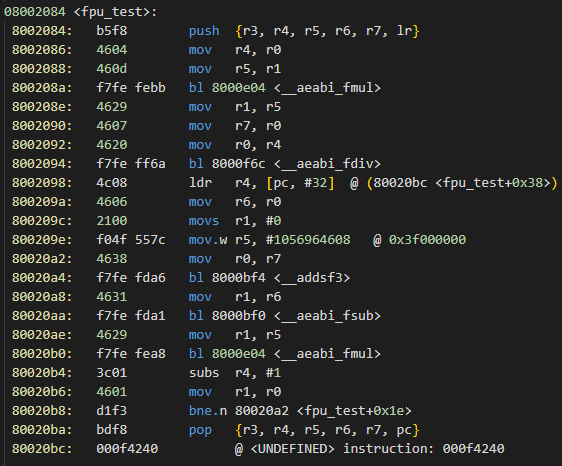 08002084 <fpu_test>:
8002084: b5f8 push {r3, r4, r5, r6, r7, lr}
8002086: 4604 mov r4, r0
8002088: 460d mov r5, r1
800208a: f7fe febb bl 8000e04 <__aeabi_fmul>
800208e: 4629 mov r1, r5
8002090: 4607 mov r7, r0
8002092: 4620 mov r0, r4
8002094: f7fe ff6a bl 8000f6c <__aeabi_fdiv>
8002098: 4c08 ldr r4, [pc, #32] @ (80020bc <fpu_test+0x38>)
800209a: 4606 mov r6, r0
800209c: 2100 movs r1, #0
800209e: f04f 557c mov.w r5, #1056964608 @ 0x3f000000
80020a2: 4638 mov r0, r7
80020a4: f7fe fda6 bl 8000bf4 <__addsf3>
80020a8: 4631 mov r1, r6
80020aa: f7fe fda1 bl 8000bf0 <__aeabi_fsub>
80020ae: 4629 mov r1, r5
80020b0: f7fe fea8 bl 8000e04 <__aeabi_fmul>
80020b4: 3c01 subs r4, #1
80020b6: 4601 mov r1, r0
80020b8: d1f3 bne.n 80020a2 <fpu_test+0x1e>
80020ba: bdf8 pop {r3, r4, r5, r6, r7, pc}
80020bc: 000f4240 @ <UNDEFINED> instruction: 000f4240